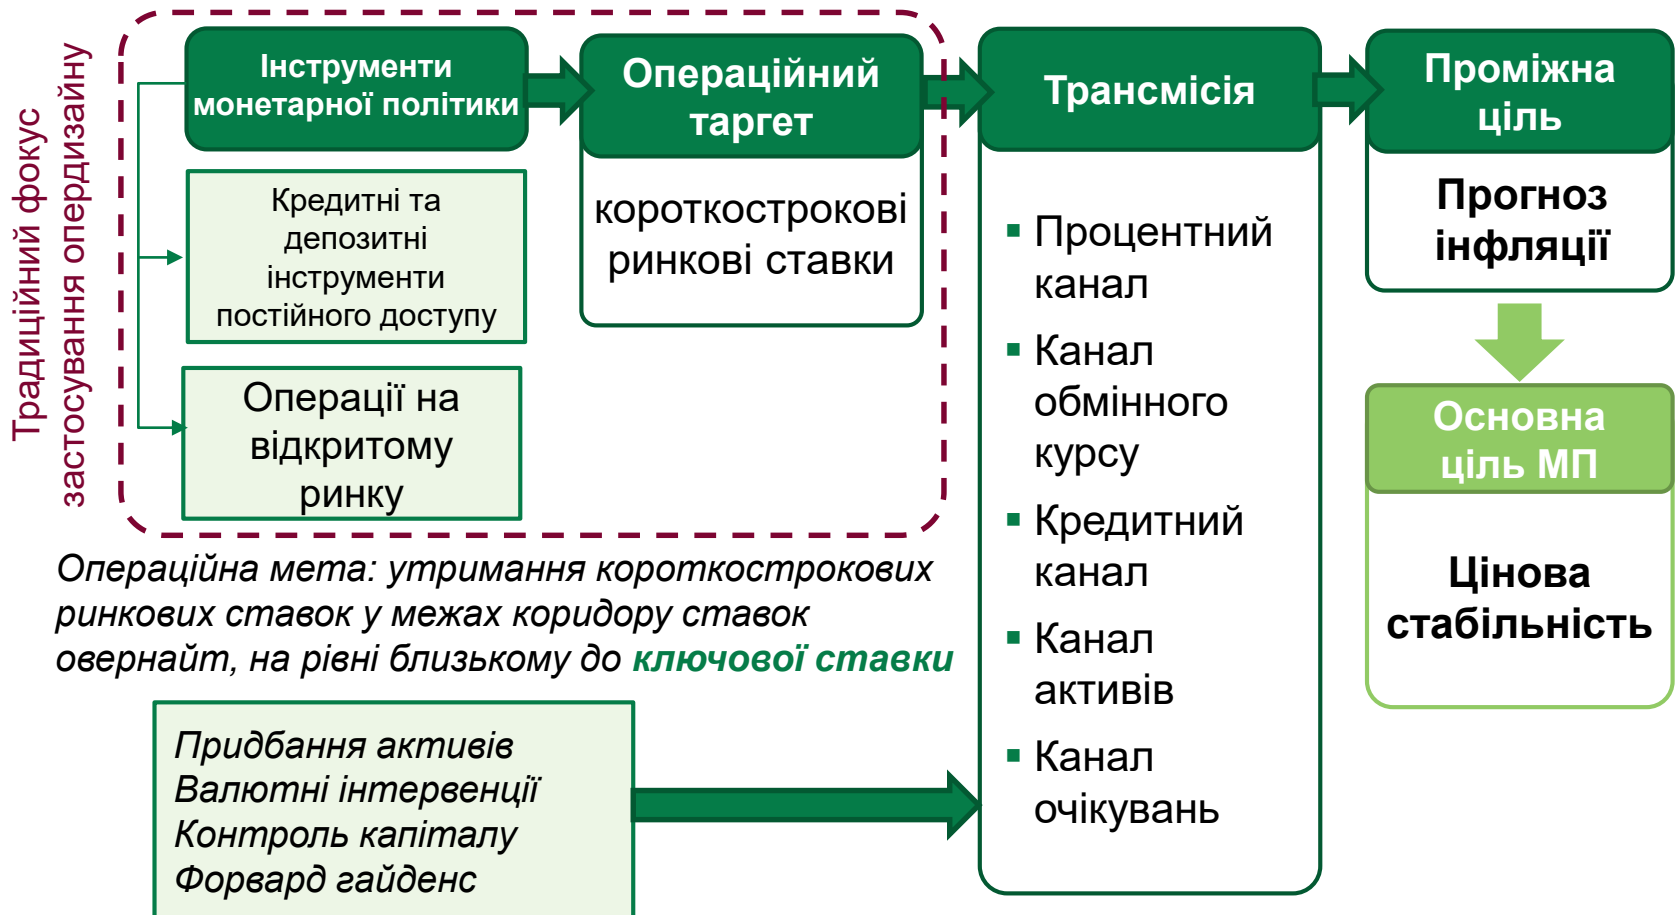 Традиційний фокус
застосування опердизайну
Інструменти
монетарної політики
Кредитні та
депозитні
інструменти
постійного доступу
Операції на
відкритому
ринку
Операційний
таргет
короткострокові
ринкові ставки
Трансмісія
▪ Процентний
канал
▪ Канал
обмінного
курсу
▪ Кредитний
канал
▪ Канал
активів
▪ Канал
очікувань
Проміжна
ціль
Прогноз
інфляції
Основна
ціль МП
Цінова
стабільність
Операційна мета: утримання короткострокових
ринкових ставок у межах коридору ставок
овернайт, на рівні близькому до ключової ставки
Придбання активів
Валютні інтервенції
Контроль капіталу
Форвард гайденс